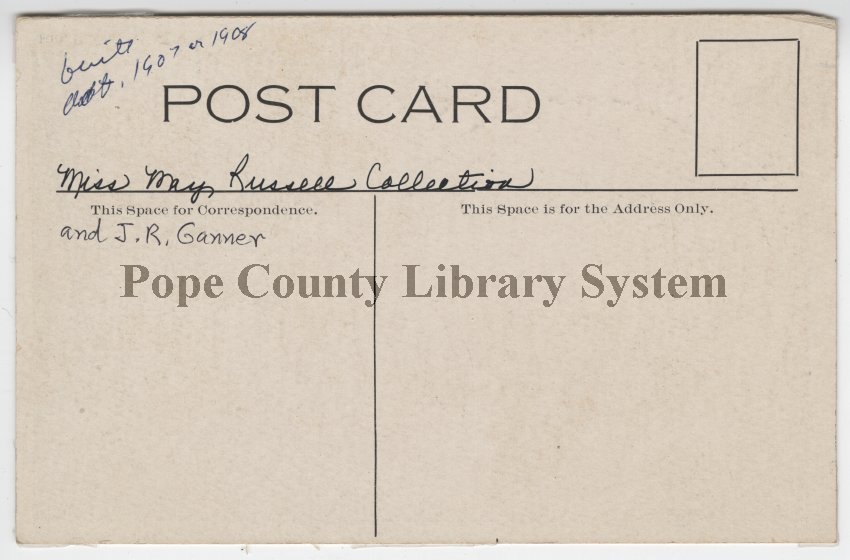 built
abt. 1907 or 1908
POST CARD
Miss May Russell Collection
This Space for Correspondence.
This Space is for the Address Only.
and J.R. Ganner
Pope County Library System